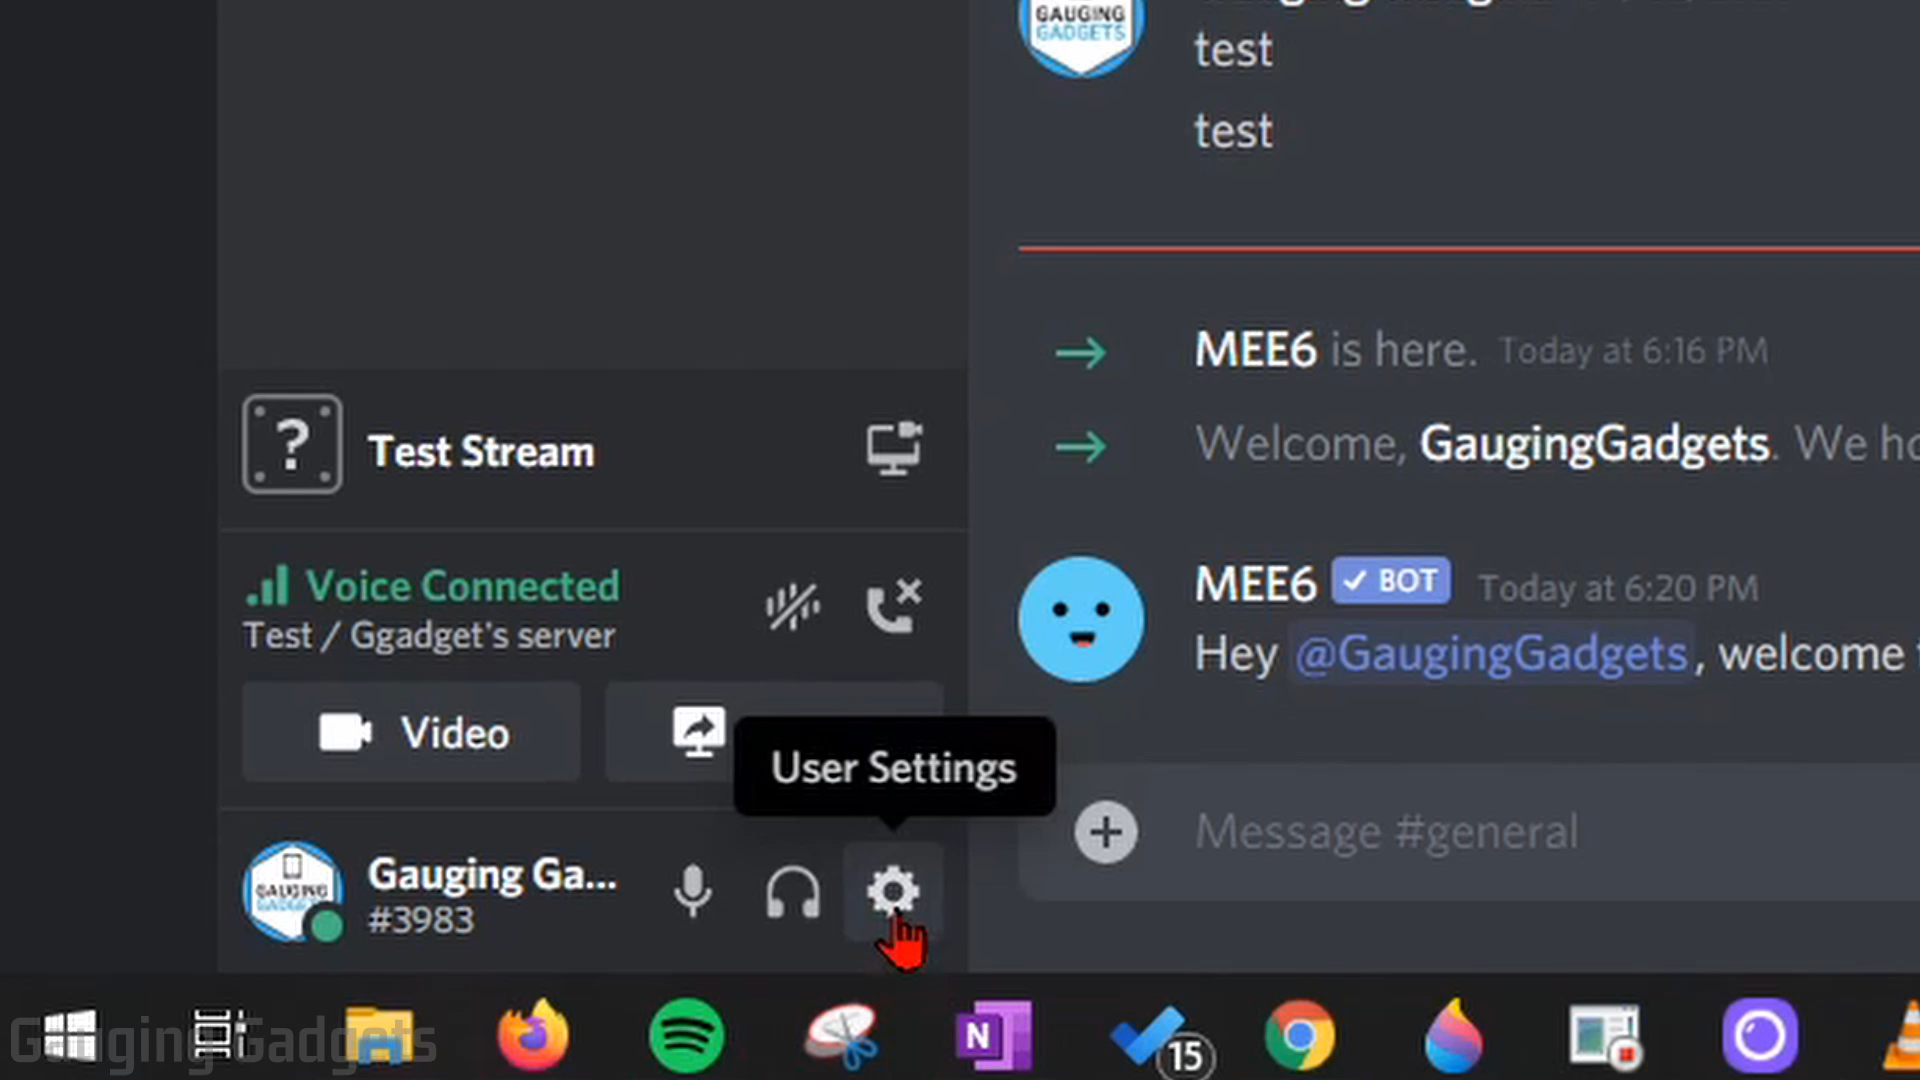 GAUGING
GADGETS
test
test
MEE6 is here. Today at 6:16 PM
Welcome, GaugingGadgets. We ho
MEE6 ✓ BOT Today at 6:20 PM
Hey @GaugingGadgets, welcome
Message #general
? Test Stream
Voice Connected
Test / Ggadget's server
Video
User Settings
GAUGING
Gauging Ga...
#3983
N
15
Gauging Gadgets